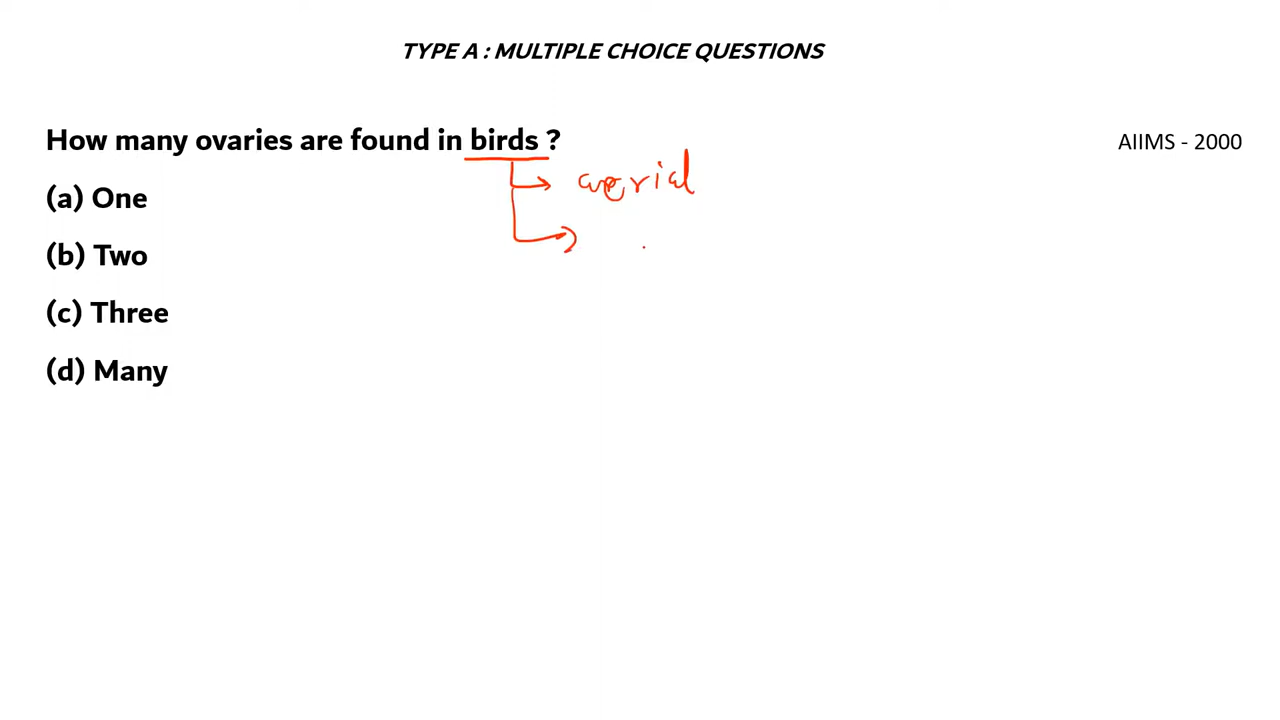 TYPE A : MULTIPLE CHOICE QUESTIONS
How many ovaries are found in birds ?
AIIMS - 2000
aerial
(a) One
(b) Two
(c) Three
(d) Many